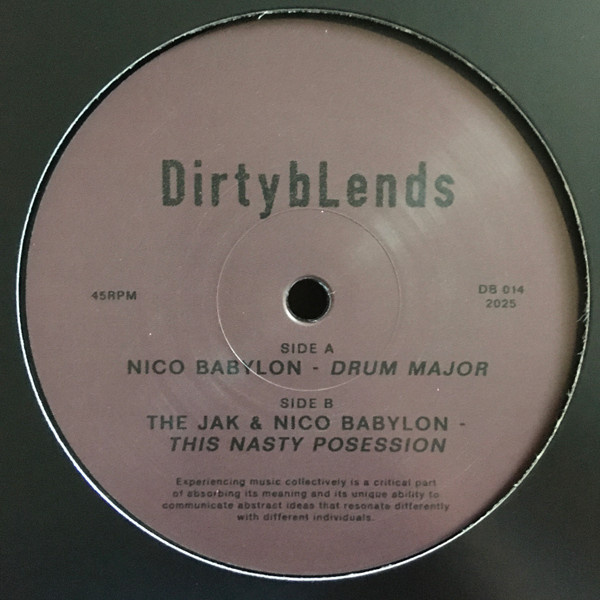 DirtybLends
45RPM
DB 014
2025
SIDE A
NICO BABYLON - DRUM MAJOR
SIDE B
THE JAK & NICO BABYLON -
THIS NASTY POSESSION
Experiencing music collectively is a critical part
of absorbing its meaning and its unique ability to
communicate abstract ideas that resonate differently
with different individuals.